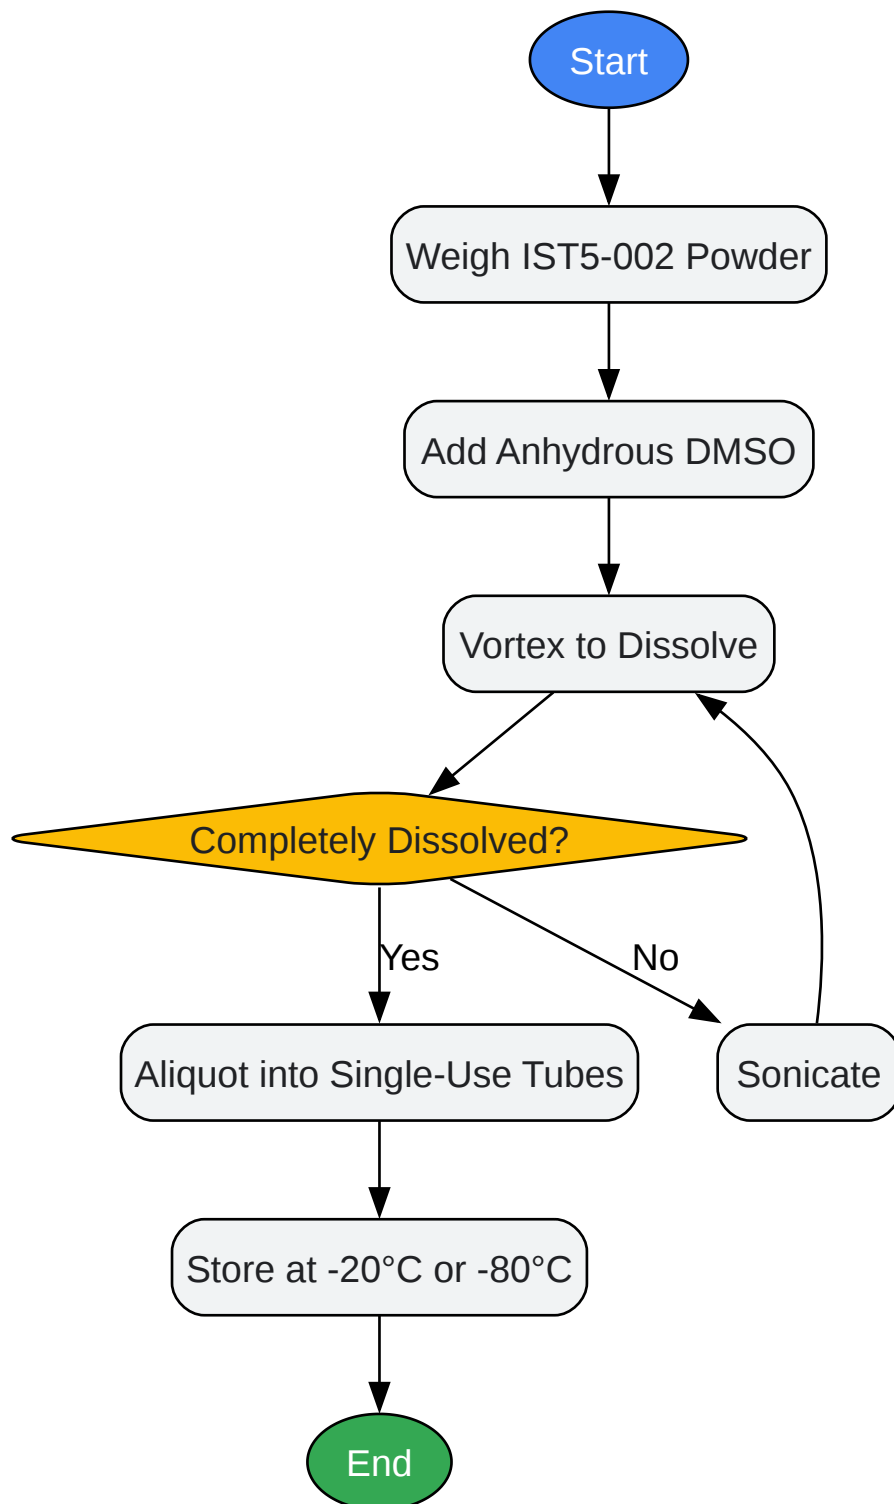 Start
Weigh IST5-002 Powder
Add Anhydrous DMSO
Vortex to Dissolve
Completely Dissolved?
Yes
No
Aliquot into Single-Use Tubes
Sonicate
Store at -20°C or -80°C
End